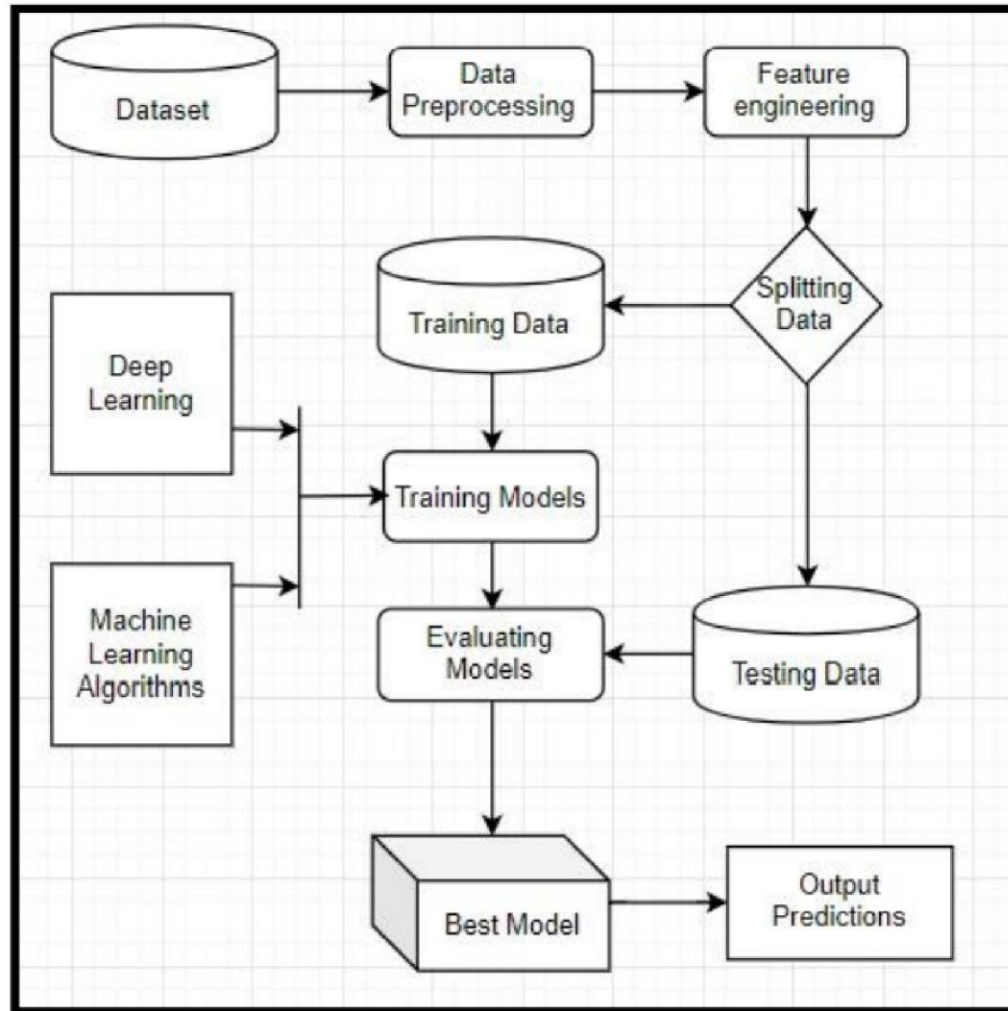 Dataset
Data
Preprocessing
Feature
engineering
Splitting
Data
Training Data
Deep
Learning
Training Models
Machine
Learning
Algorithms
Evaluating
Models
Testing Data
Best Model
Output
Predictions